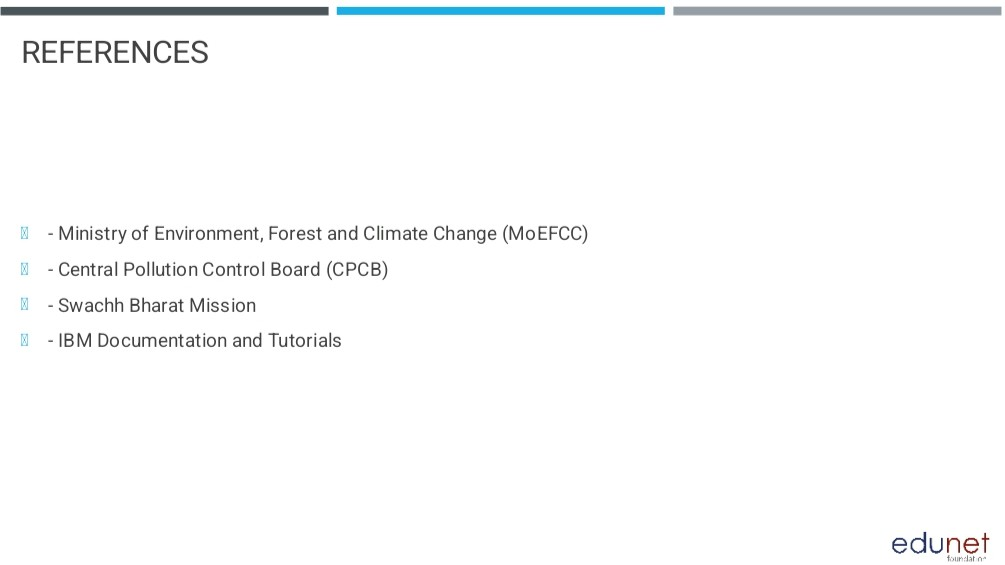 REFERENCES
- Ministry of Environment, Forest and Climate Change (MoEFCC)
- Central Pollution Control Board (CPCB)
- Swachh Bharat Mission
- IBM Documentation and Tutorials
edunet
foundation